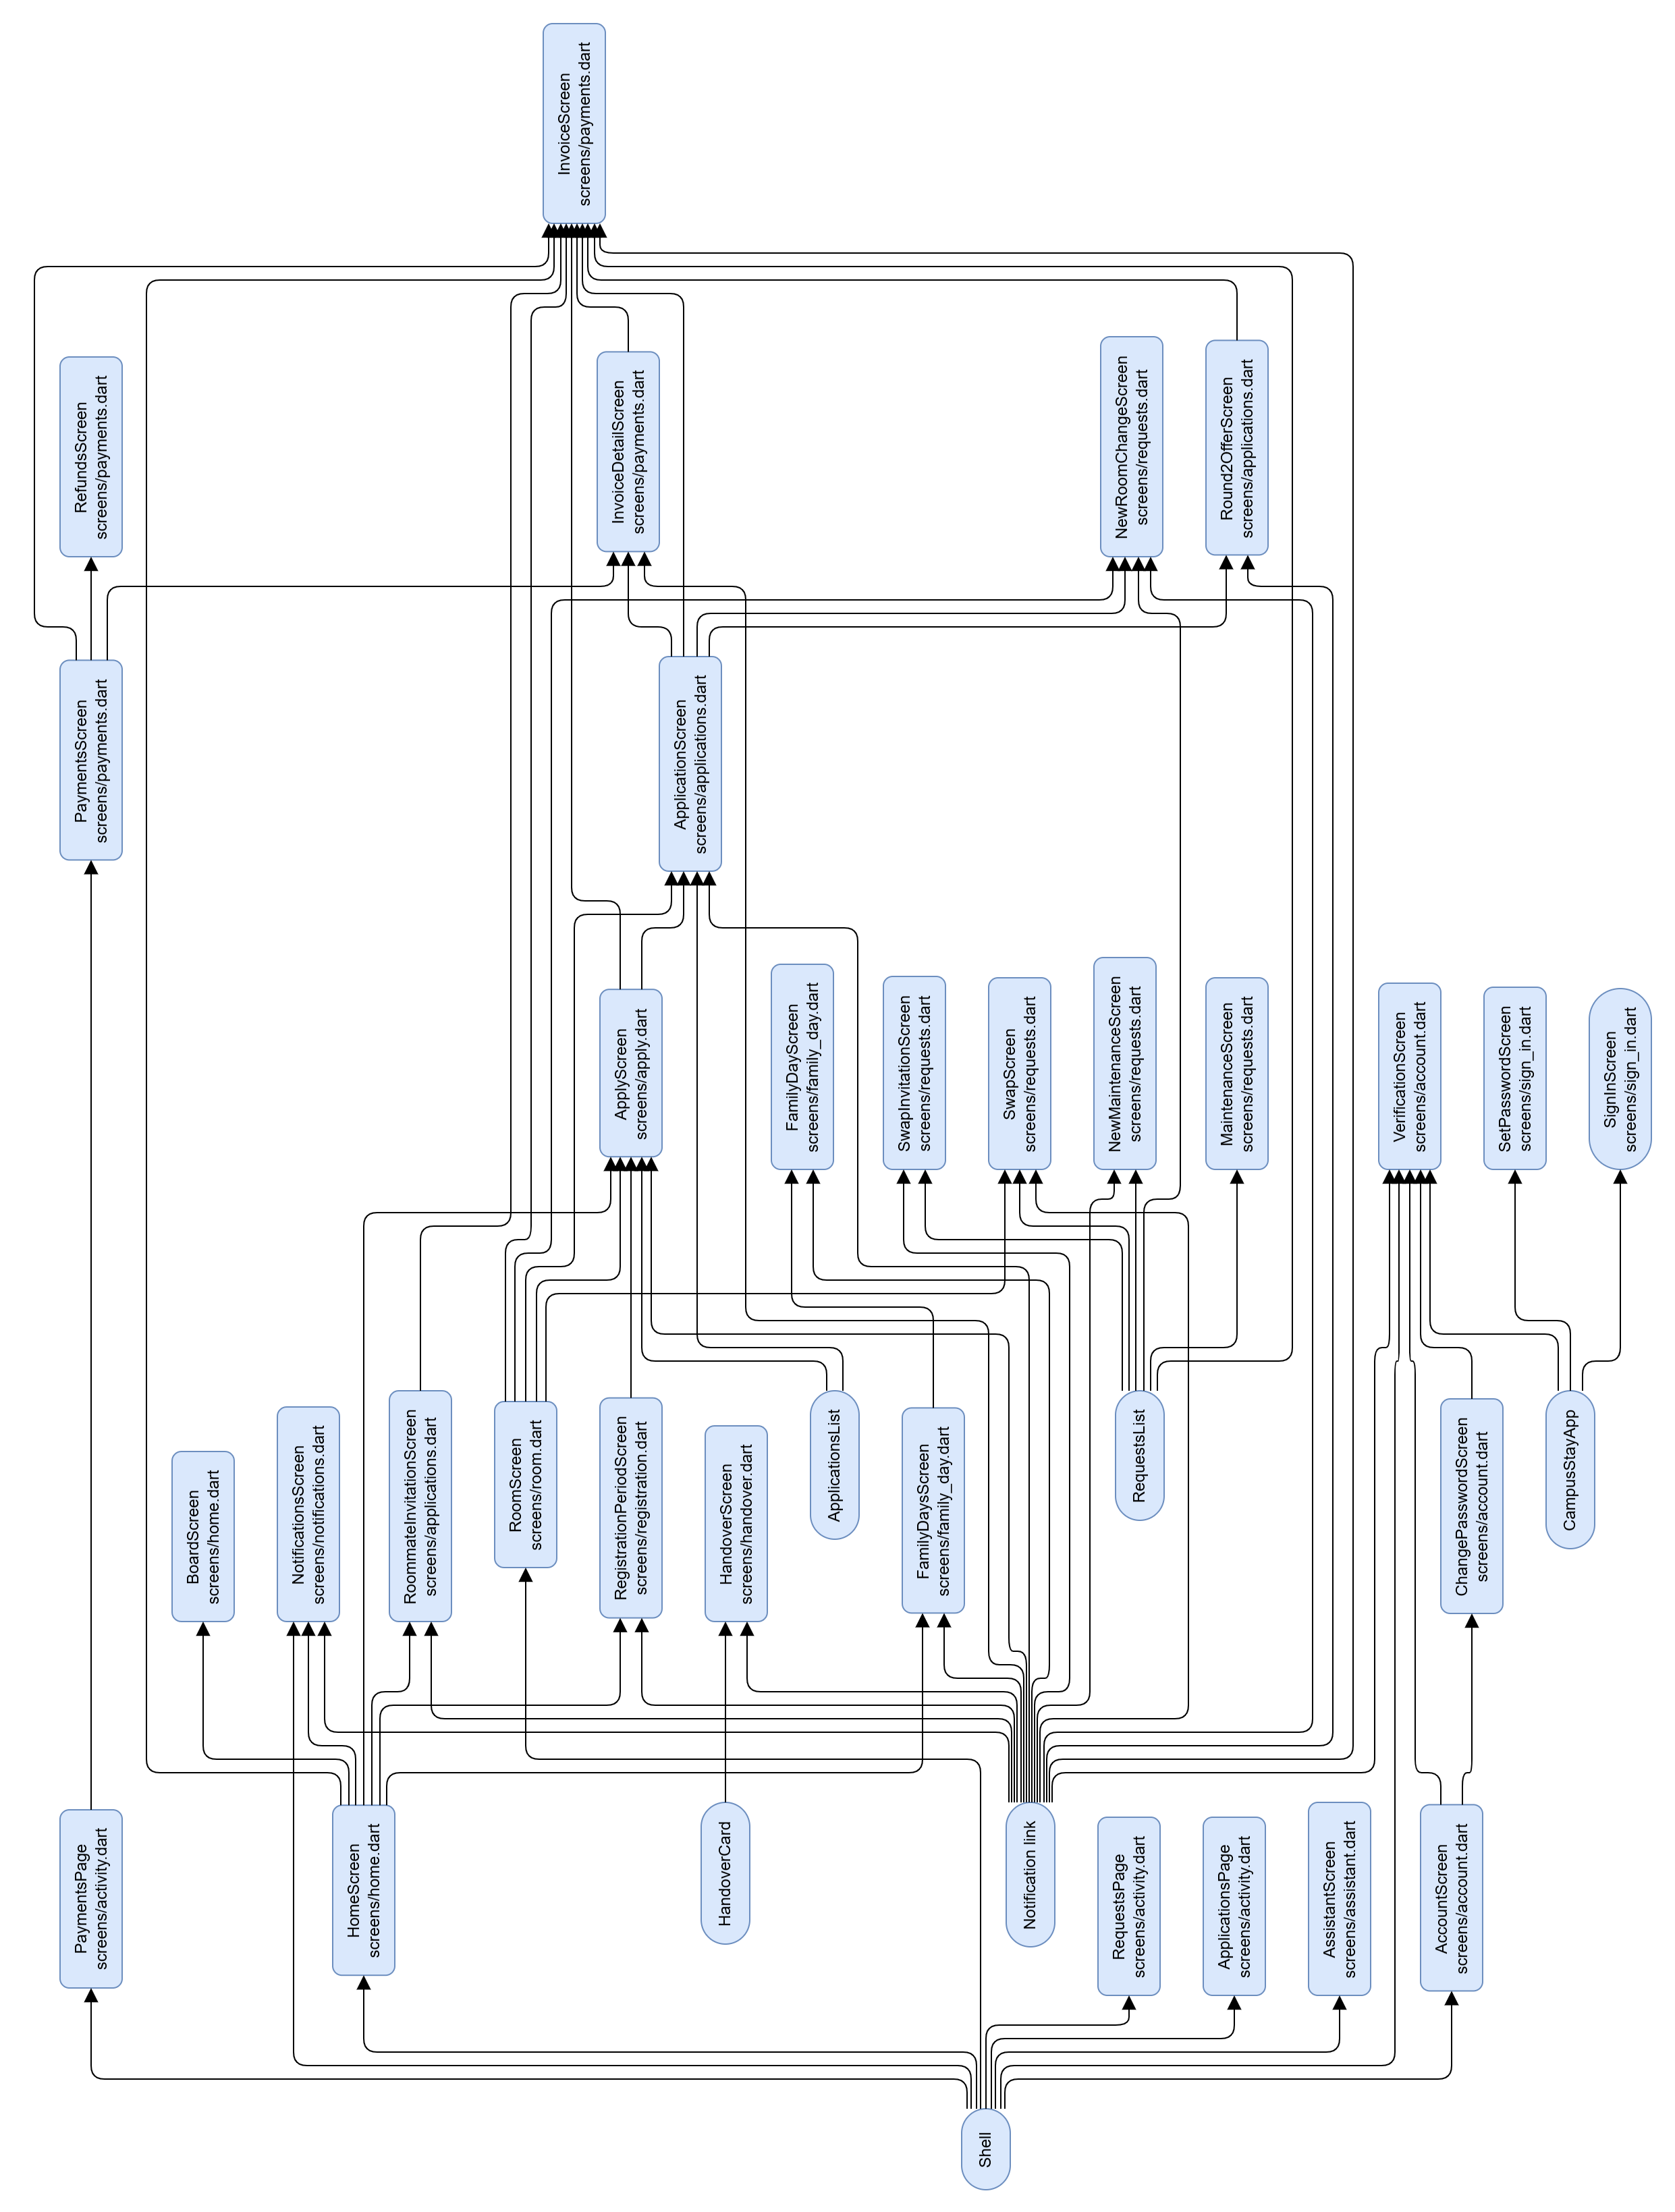 InvoiceScreen
screens/payments.dart
RefundsScreen
screens/payments.dart
InvoiceDetailScreen
screens/payments.dart
NewRoomChangeScreen
screens/requests.dart
Round2OfferScreen
screens/applications.dart
PaymentsScreen
screens/payments.dart
ApplicationScreen
screens/applications.dart
ApplyScreen
screens/apply.dart
FamilyDayScreen
screens/family_day.dart
SwapInvitationScreen
screens/requests.dart
SwapScreen
screens/requests.dart
NewMaintenanceScreen
screens/requests.dart
MaintenanceScreen
screens/requests.dart
VerificationScreen
screens/account.dart
SetPasswordScreen
screens/sign_in.dart
SignInScreen
screens/sign_in.dart
BoardScreen
screens/home.dart
NotificationsScreen
screens/notifications.dart
RoommateInvitationScreen
screens/applications.dart
RoomScreen
screens/room.dart
RegistrationPeriodScreen
screens/registration.dart
HandoverScreen
screens/handover.dart
ApplicationsList
FamilyDaysScreen
screens/family_day.dart
RequestsList
ChangePasswordScreen
screens/account.dart
CampusStayApp
PaymentsPage
screens/activity.dart
HomeScreen
screens/home.dart
HandoverCard
Notification link
RequestsPage
screens/activity.dart
ApplicationsPage
screens/activity.dart
AssistantScreen
screens/assistant.dart
AccountScreen
screens/account.dart
Shell